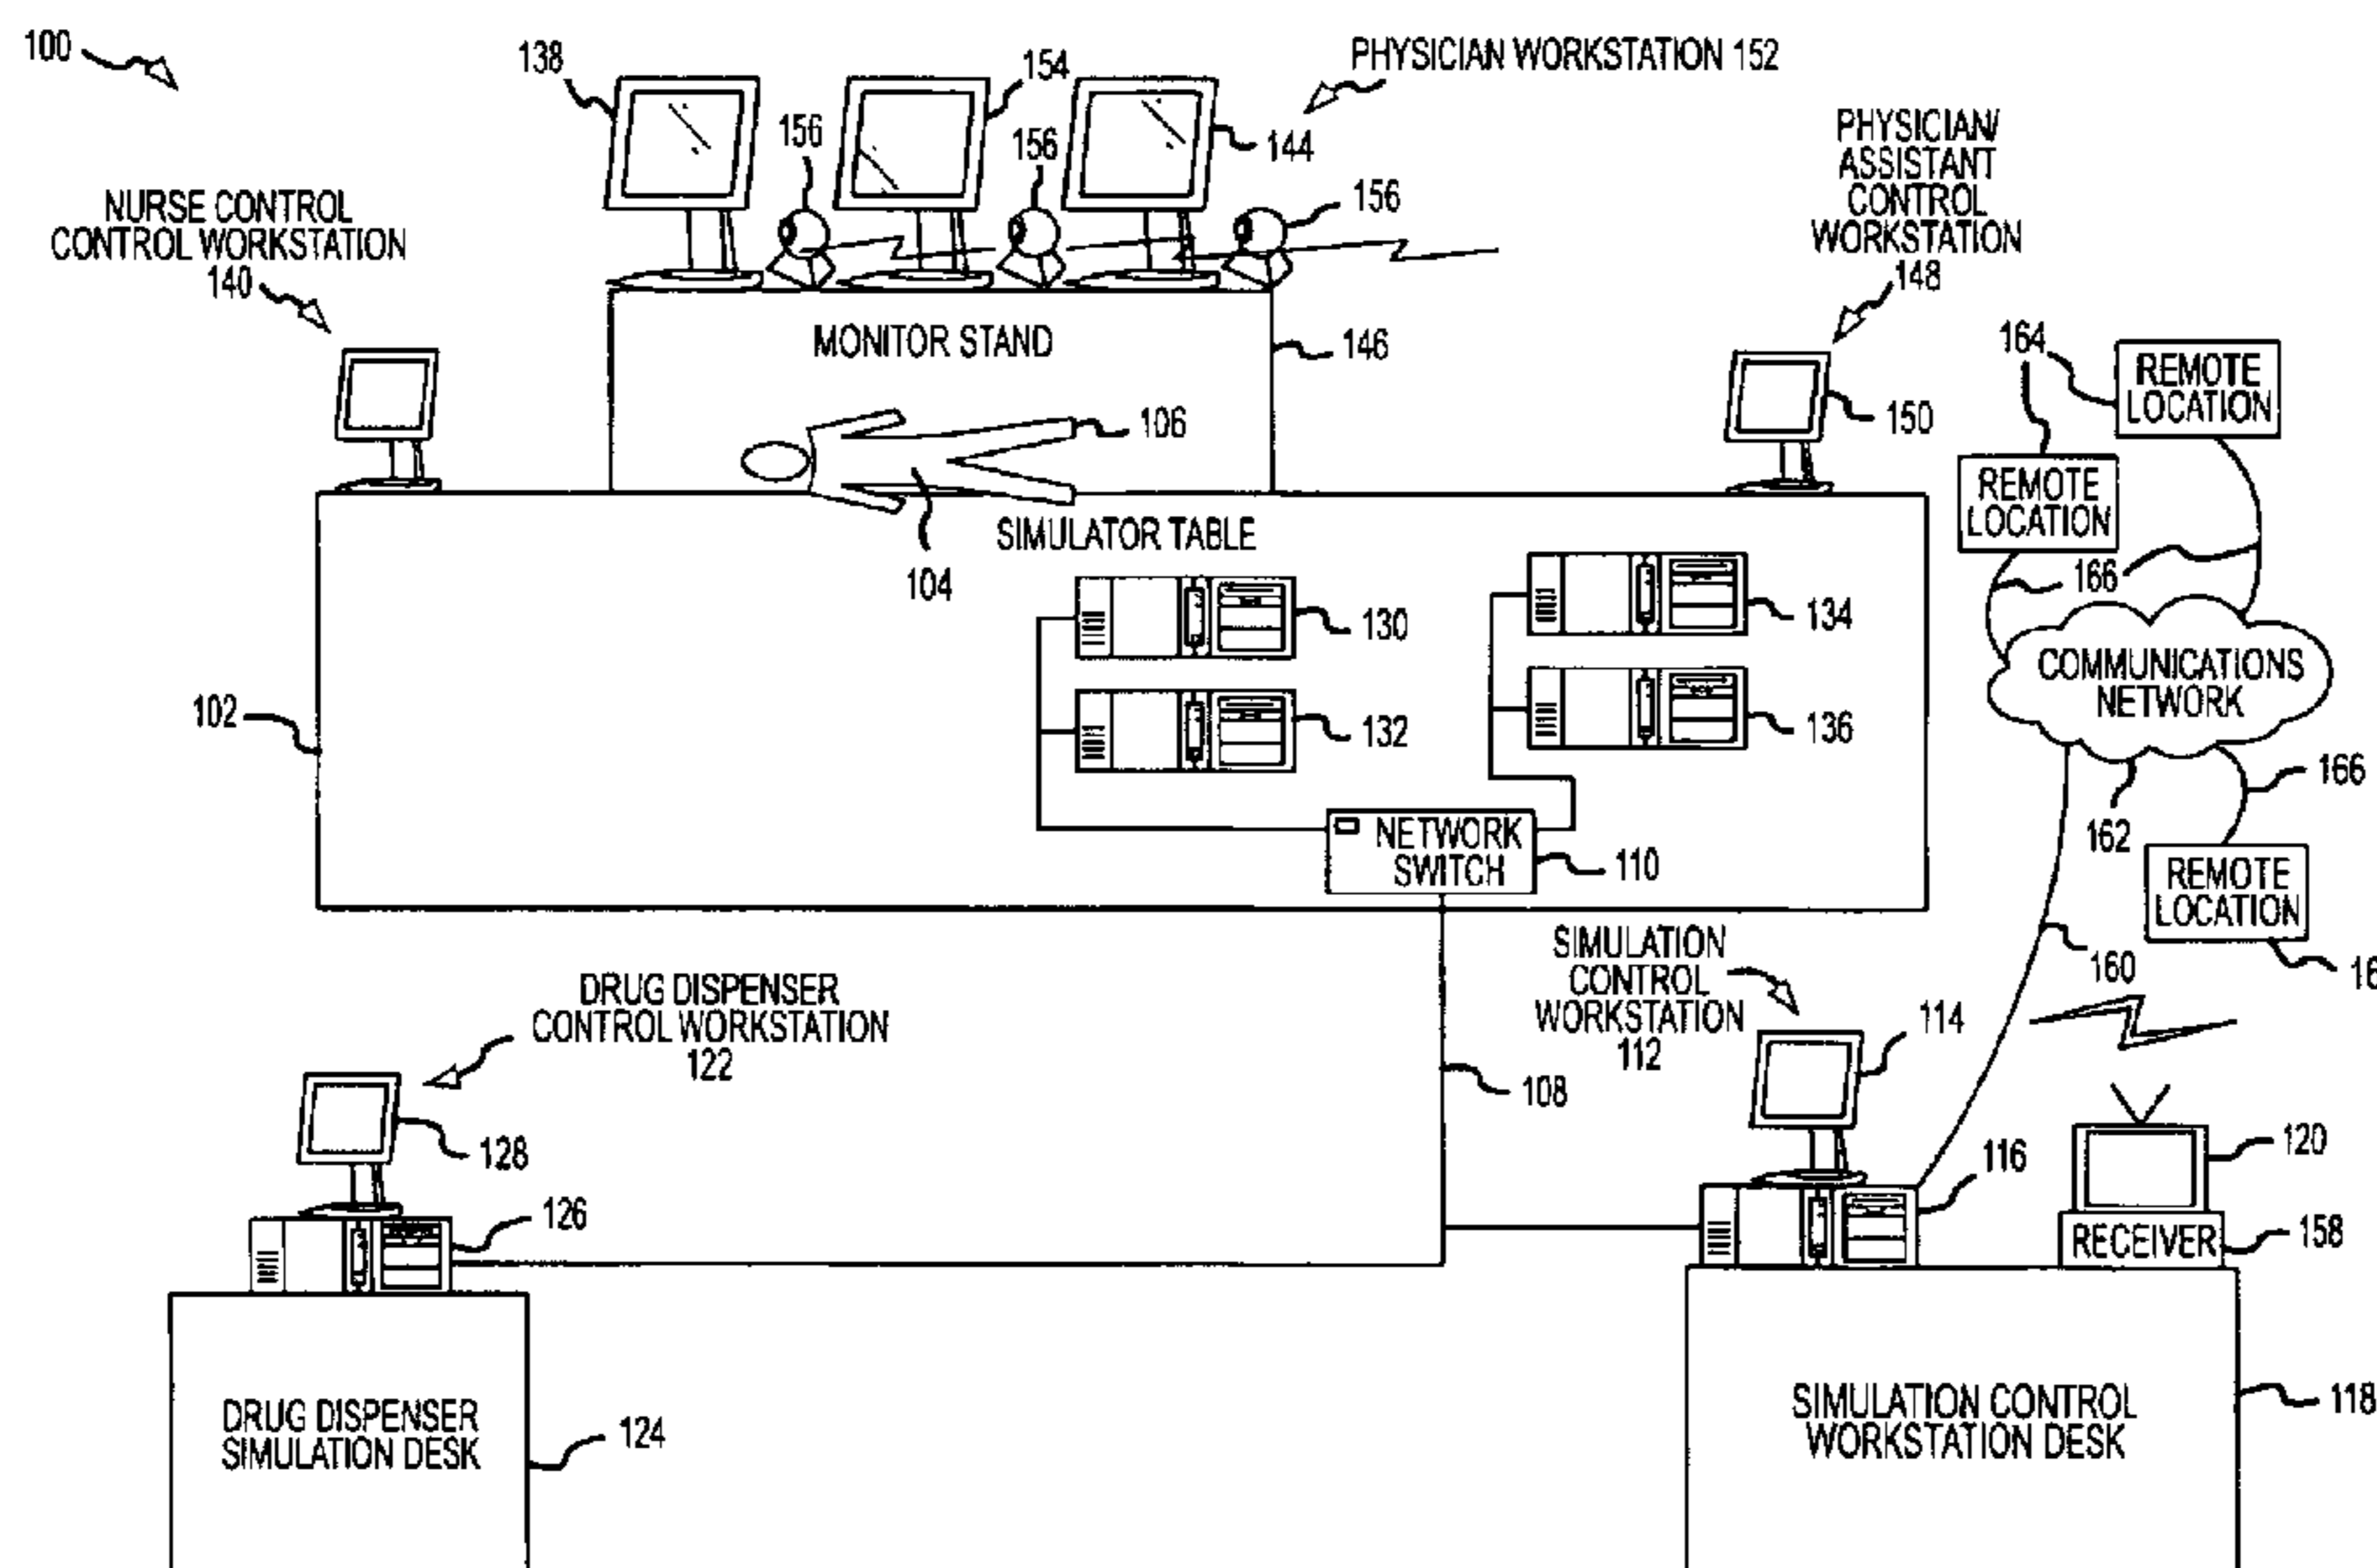 100
138
154
PHYSICIAN WORKSTATION 152
156
156
144
156
PHYSICIAN/
ASSISTANT
CONTROL
WORKSTATION
148
NURSE CONTROL
CONTROL WORKSTATION
140
MONITOR STAND
146
164
REMOTE
LOCATION
106
150
REMOTE
LOCATION
SIMULATOR TABLE
104
166
130
134
COMMUNICATIONS
NETWORK
102
132
136
166
162
NETWORK
SWITCH
110
REMOTE
LOCATION
SIMULATION
CONTROL
WORKSTATION
112
160
16
DRUG DISPENSER
CONTROL WORKSTATION
122
114
108
128
120
116
126
RECEIVER
158
DRUG DISPENSER
SIMULATION DESK
124
SIMULATION CONTROL
WORKSTATION DESK
118